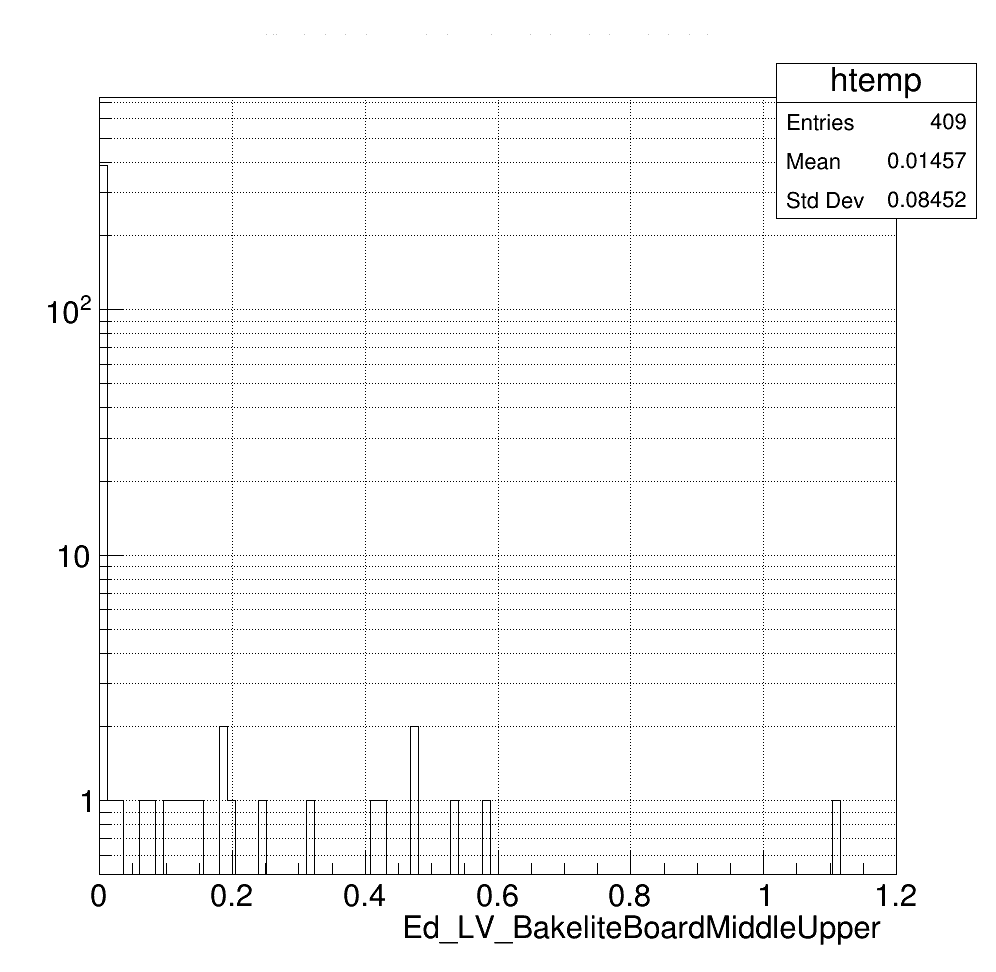 htemp
Entries 409
Mean 0.01457
Std Dev 0.08452
10²
10
1
0 0.2 0.4 0.6 0.8 1 1.2
Ed_LV_BakeliteBoardMiddleUpper